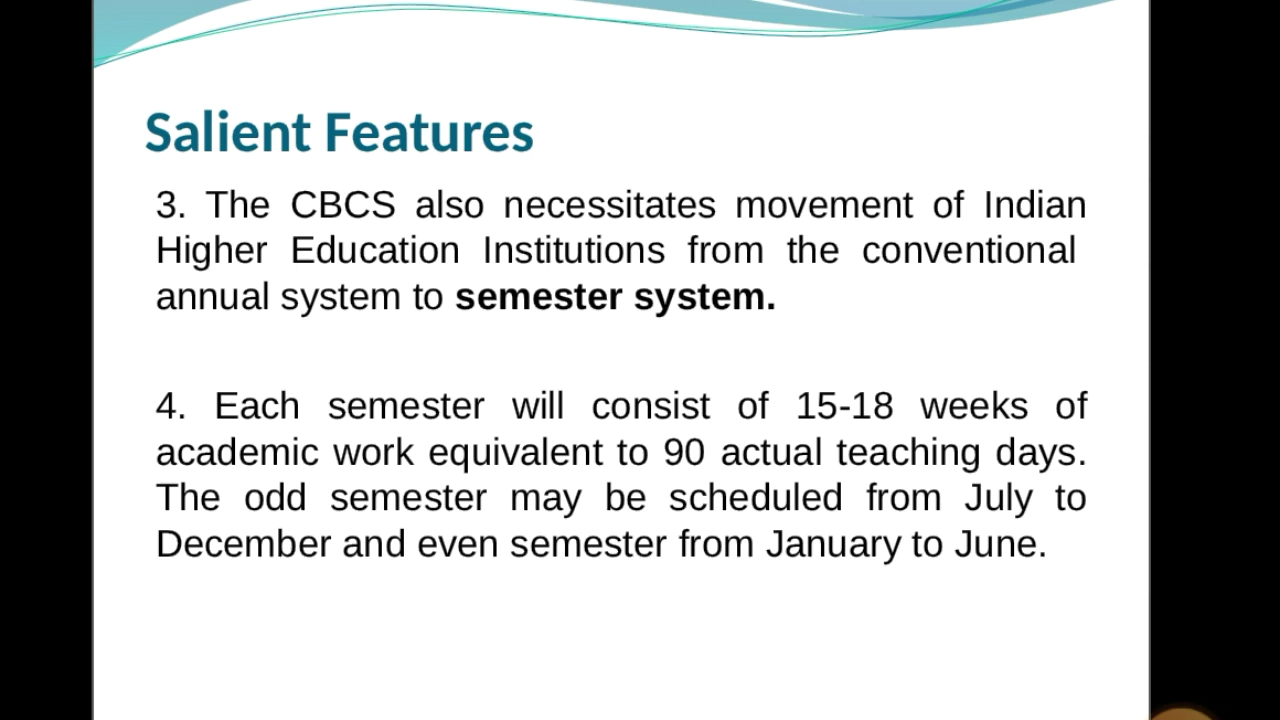 Salient Features
3. The CBCS also necessitates movement of Indian
Higher Education Institutions from the conventional
annual system to semester system.
4. Each semester will consist of 15-18 weeks of
academic work equivalent to 90 actual teaching days.
The odd semester may be scheduled from July to
December and even semester from January to June.